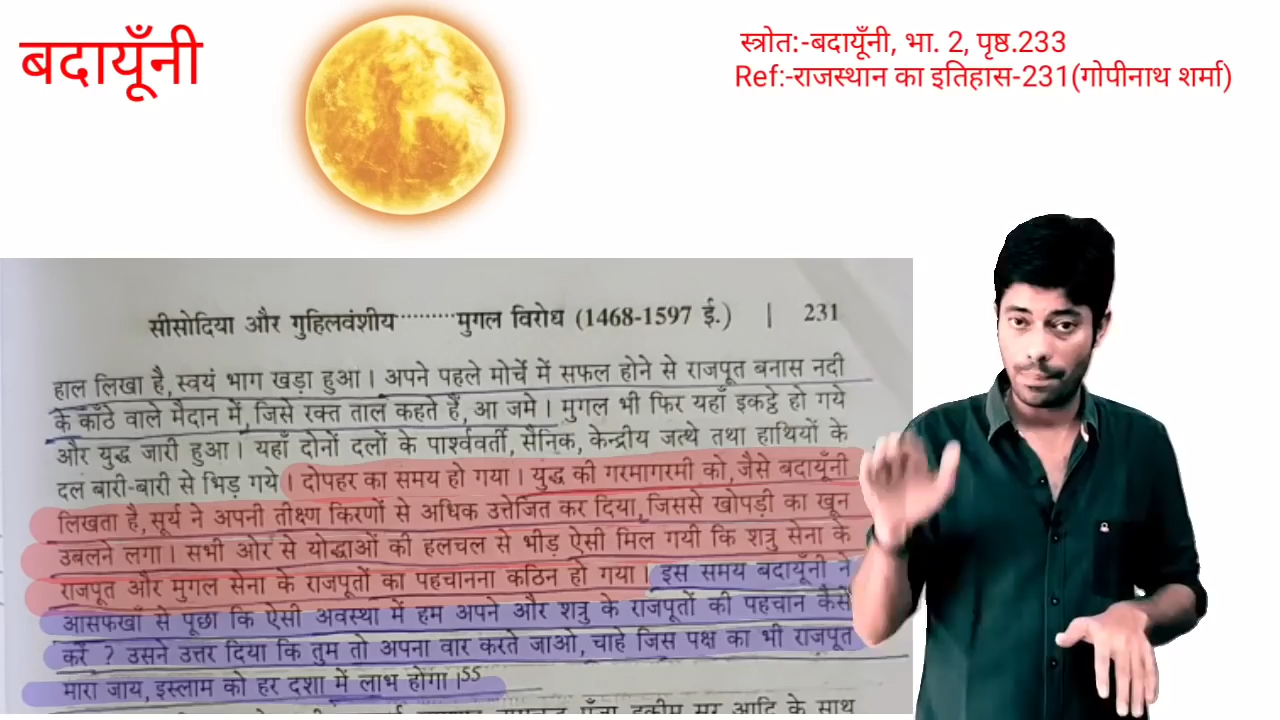 बदायूँनी
स्त्रोत:-बदायूँनी, भा. 2, पृष्ठ.233
Ref:-राजस्थान का इतिहास-231(गोपीनाथ शर्मा)
सीसोदिया और गुहिलवंशीय·········मुगल विरोध (1468-1597 ई.) | 231
हाल लिखा है, स्वयं भाग खड़ा हुआ । अपने पहले मोर्चे में सफल होने से राजपूत बनास नदी
के काँठे वाले मैदान में, जिसे रक्त ताल कहते हैं, आ जमे । मुगल भी फिर यहाँ इकट्ठे हो गये
और युद्ध जारी हुआ । यहाँ दोनों दलों के पार्श्ववर्ती, सैनिक, केन्द्रीय जत्थे तथा हाथियों के
दल बारी-बारी से भिड़ गये । दोपहर का समय हो गया । युद्ध की गरमागरमी को, जैसे बदायूँनी
लिखता है, सूर्य ने अपनी तीक्ष्ण किरणों से अधिक उत्तेजित कर दिया, जिससे खोपड़ी का खून
उबलने लगा । सभी ओर से योद्धाओं की हलचल से भीड़ ऐसी मिल गयी कि शत्रु सेना के
राजपूत और मुगल सेना के राजपूतों का पहचानना कठिन हो गया । इस समय बदायूँनी ने
आसफखाँ से पूछा कि ऐसी अवस्था में हम अपने और शत्रु के राजपूतों की पहचान कैसे
करें ? उसने उत्तर दिया कि तुम तो अपना वार करते जाओ, चाहे जिस पक्ष का भी राजपूत
मारा जाय, इस्लाम को हर दशा में लाभ होगा ।55
आदि के साथ